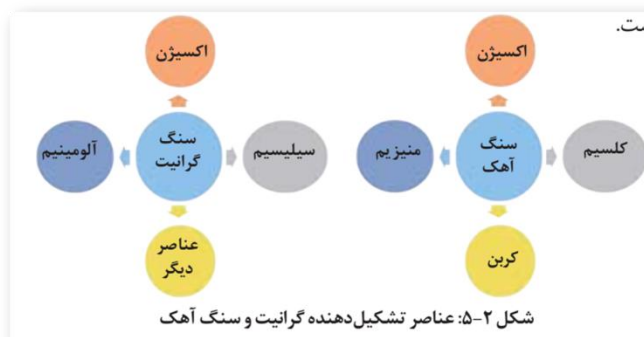 ست.
اکسیژن
کلسیم
سنگ
آهک
منیزیم
کربن
اکسیژن
سیلیسیم
سنگ
گرانیت
آلومینیم
عناصر
دیگر
شکل ۲-۵: عناصر تشکیل‌دهنده گرانیت و سنگ آهک